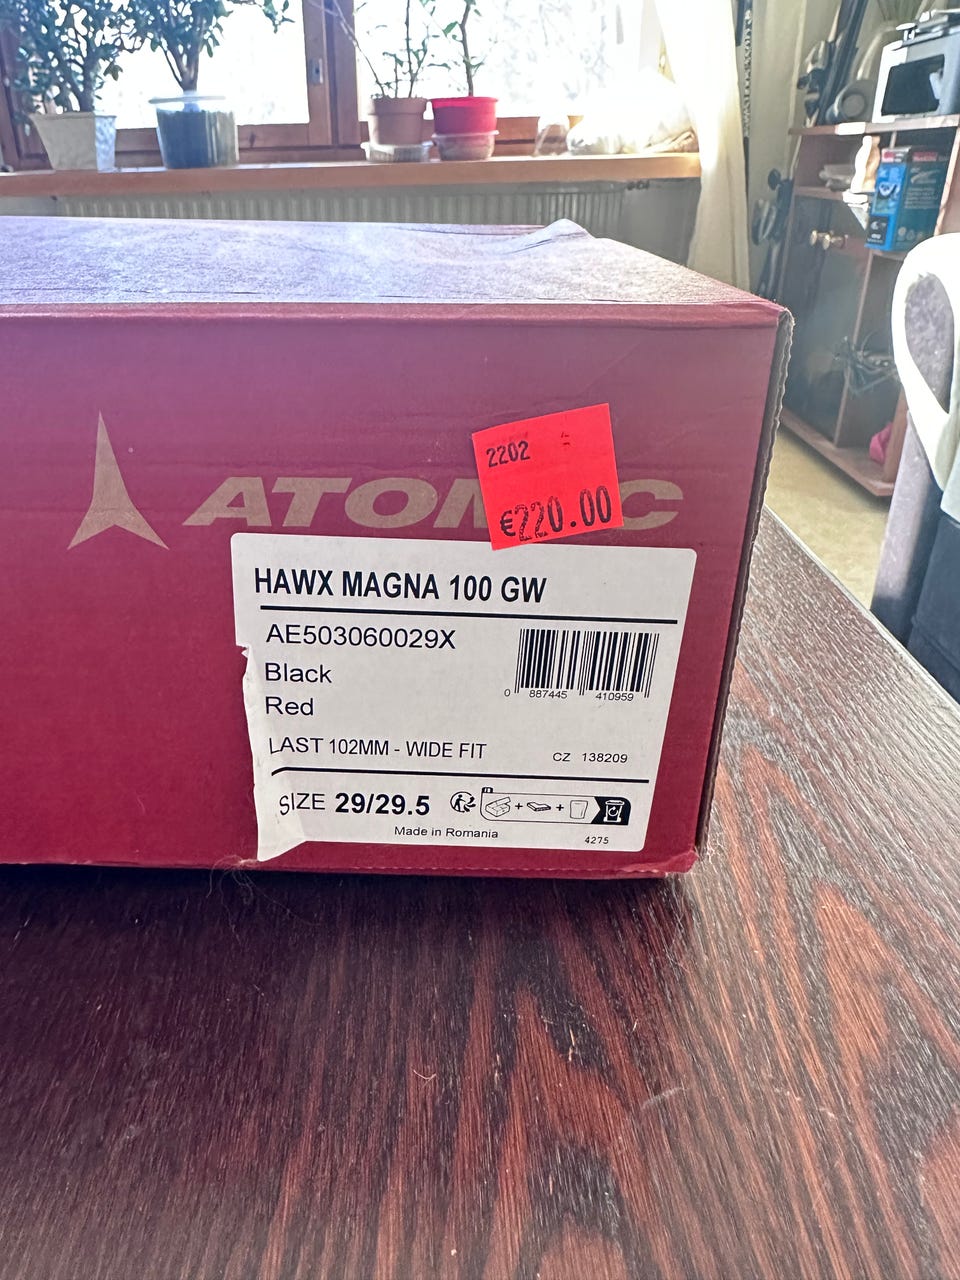 2202
€220.00
ATOMIC
HAWX MAGNA 100 GW
AE503060029X
Black
Red
0 887445 410959
LAST 102MM - WIDE FIT
CZ 138209
SIZE 29/29.5
Made in Romania
4275